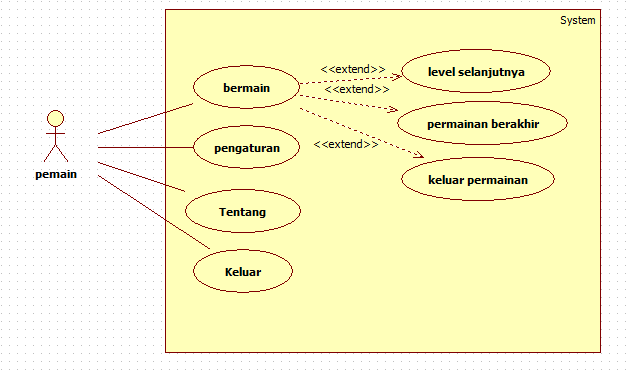 System
<<extend>>
level selanjutnya
bermain
<<extend>>
permainan berakhir
<<extend>>
pengaturan
pemain
keluar permainan
Tentang
Keluar